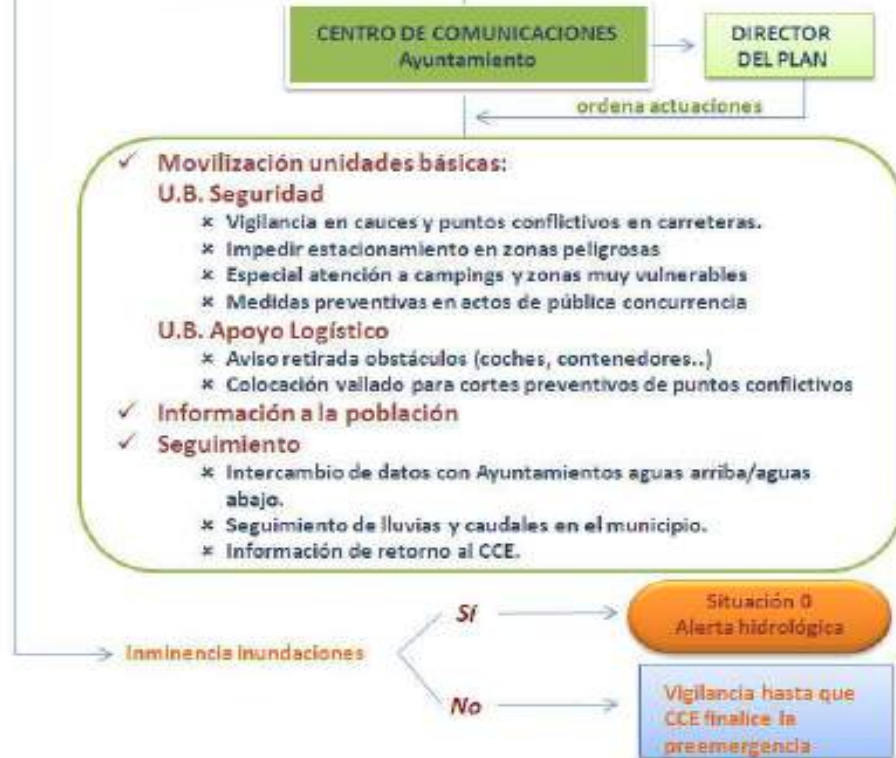 CENTRO DE COMUNICACIONES
Ayuntamiento
DIRECTOR
DEL PLAN
ordena actuaciones
✓ Movilización unidades básicas:
U.B. Seguridad
× Vigilancia en cauces y puntos conflictivos en carreteras.
× Impedir estacionamiento en zonas peligrosas
× Especial atención a campings y zonas muy vulnerables
× Medidas preventivas en actos de pública concurrencia
U.B. Apoyo Logístico
× Aviso retirada obstáculos (coches, contenedores..)
× Colocación vallado para cortes preventivos de puntos conflictivos
✓ Información a la población
✓ Seguimiento
× Intercambio de datos con Ayuntamientos aguas arriba/aguas
abajo.
× Seguimiento de lluvias y caudales en el municipio.
× Información de retorno al CCE.
Inminencia inundaciones
Sí
Situación 0
Alerta hidrológica
No
Vigilancia hasta que
CCE finalice la
preemergencia